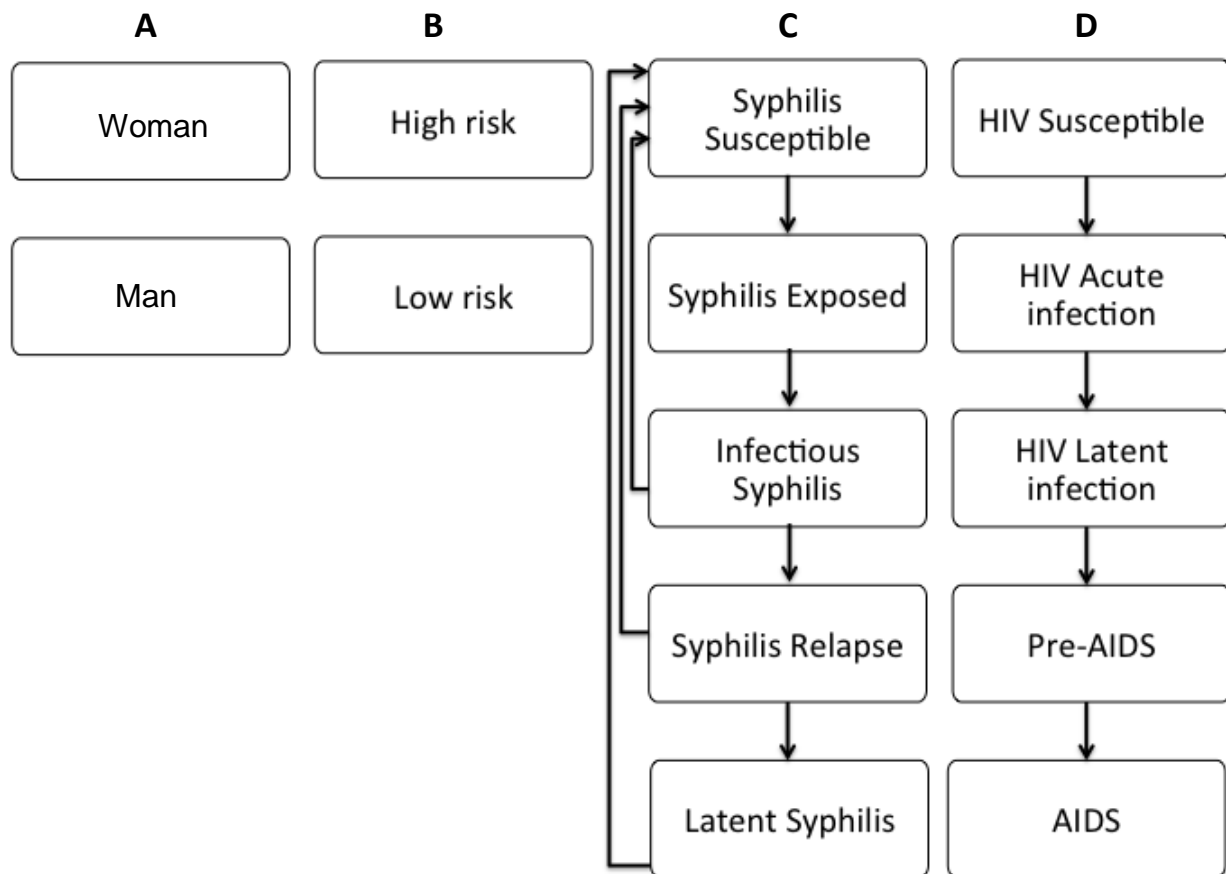 A
B
C
D
Woman
High risk
Syphilis
Susceptible
HIV Susceptible
Man
Low risk
Syphilis Exposed
HIV Acute
infection
Infectious
Syphilis
HIV Latent
infection
Syphilis Relapse
Pre-AIDS
Latent Syphilis
AIDS